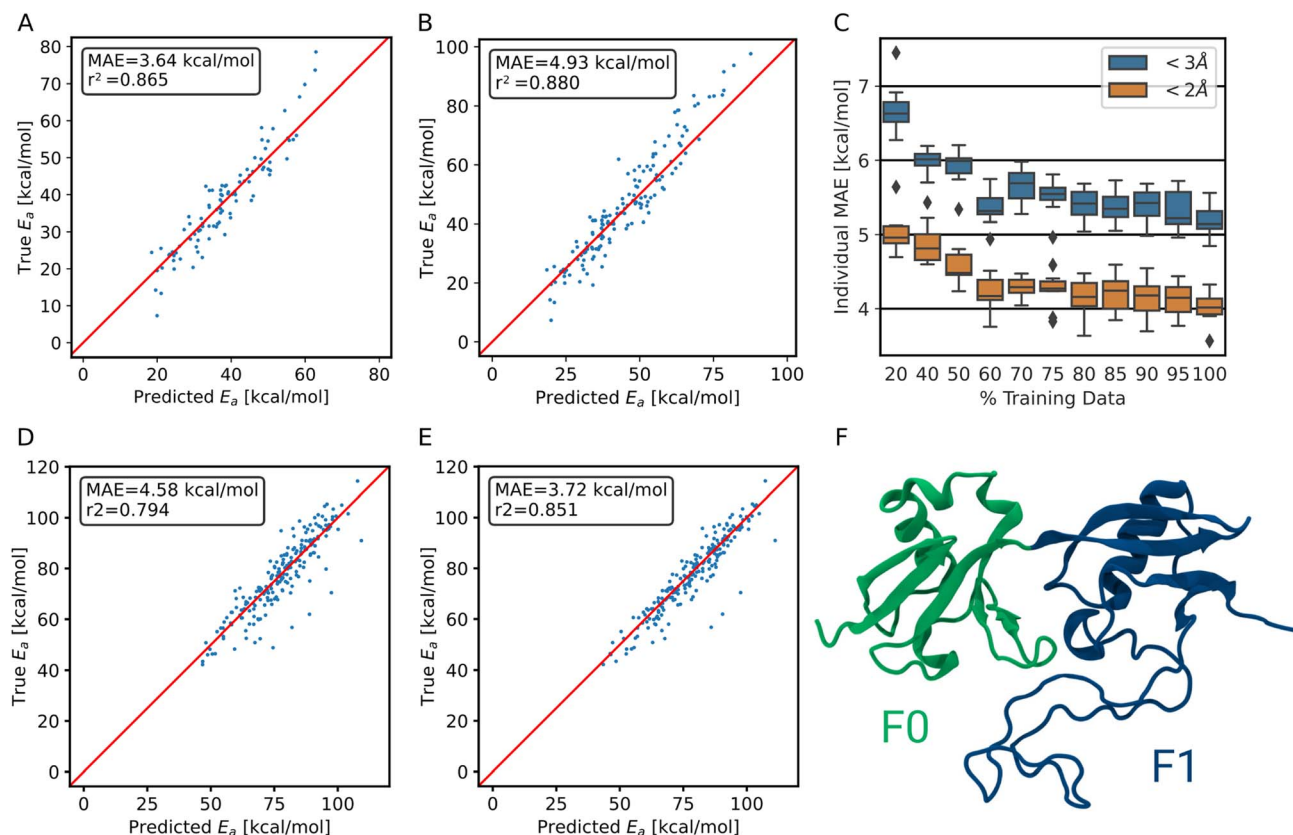 A
MAE=3.64 kcal/mol
r² =0.865
True Eₐ [kcal/mol]
80
70
60
50
40
30
20
10
0
0 20 40 60 80
Predicted Eₐ [kcal/mol]
B
MAE=4.93 kcal/mol
r² =0.880
True Eₐ [kcal/mol]
100
80
60
40
20
0
0 25 50 75 100
Predicted Eₐ [kcal/mol]
C
< 3Å
< 2Å
Individual MAE [kcal/mol]
7
6
5
4
20 40 50 60 70 75 80 85 90 95 100
% Training Data
D
MAE=4.58 kcal/mol
r2=0.794
True Eₐ [kcal/mol]
120
100
80
60
40
20
0
0 25 50 75 100
Predicted Eₐ [kcal/mol]
E
MAE=3.72 kcal/mol
r2=0.851
True Eₐ [kcal/mol]
120
100
80
60
40
20
0
0 25 50 75 100
Predicted Eₐ [kcal/mol]
F
F0
F1